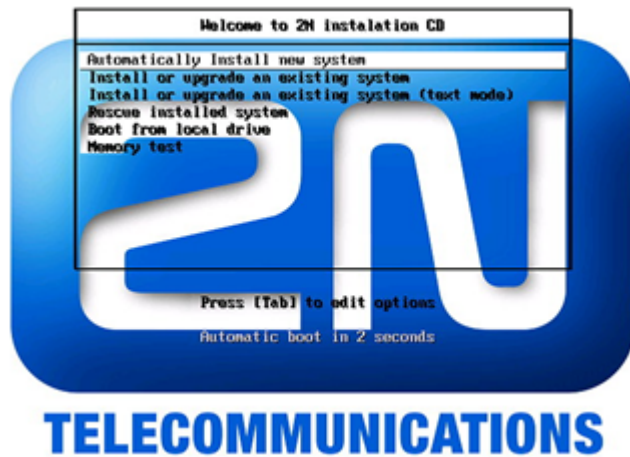 Welcome to 2N instalation CD
Automatically Install new system
Install or upgrade an existing system
Install or upgrade an existing system (text mode)
Rescue installed system
Boot from local drive
Memory test
2N
Press [Tab] to edit options
Automatic boot in 2 seconds
TELECOMMUNICATIONS